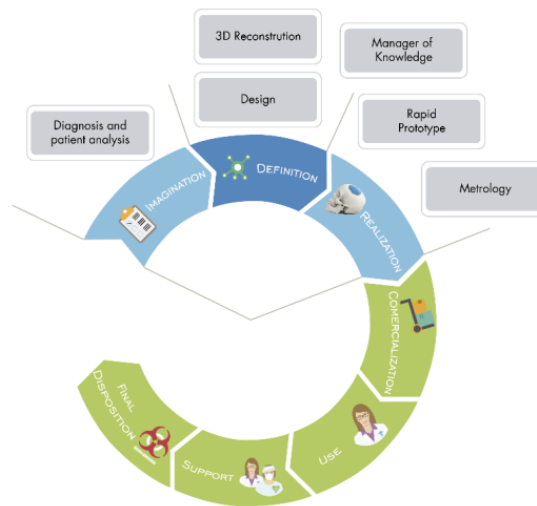 3D Reconstrution
Manager of
Knowledge
Design
Diagnosis and
patient analysis
Rapid
Prototype
Metrology
IMAGINATION
DEFINITION
REALIZATION
COMERCIALIZATION
USE
SUPPORT
FINAL
DISPOSITION